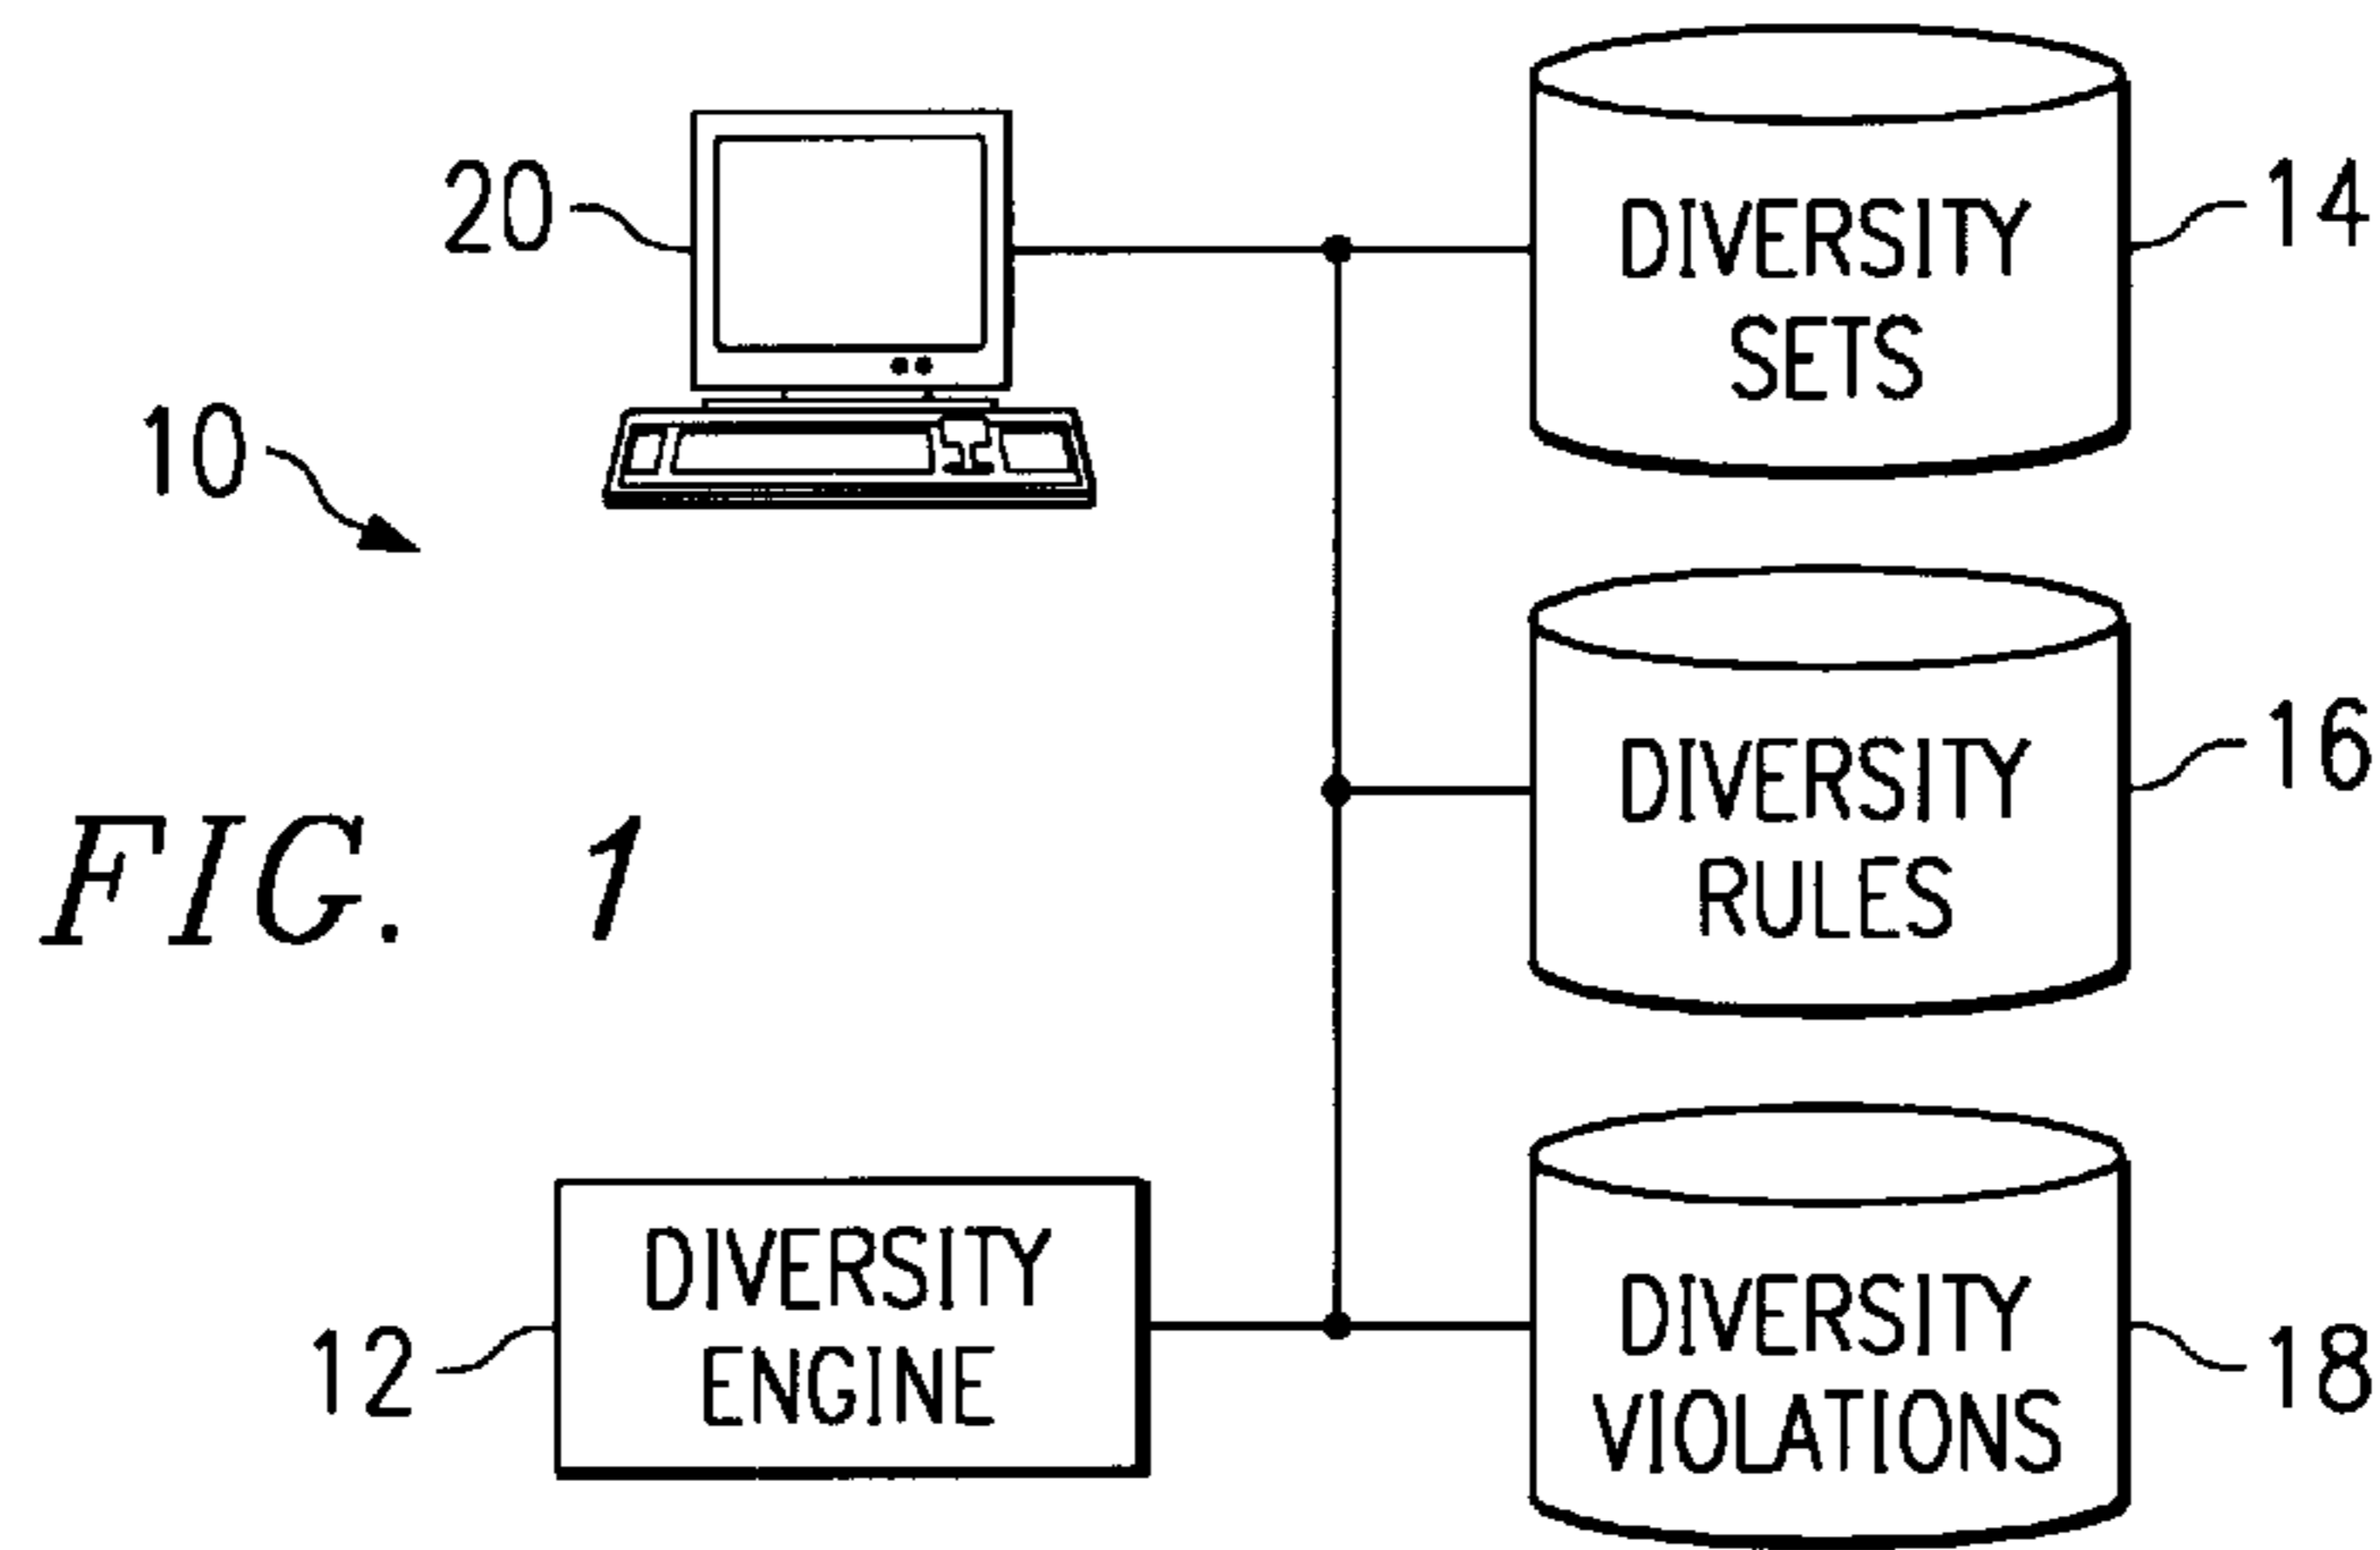 20
DIVERSITY
SETS
14
10
DIVERSITY
RULES
16
FIG. 1
DIVERSITY
ENGINE
12
DIVERSITY
VIOLATIONS
18